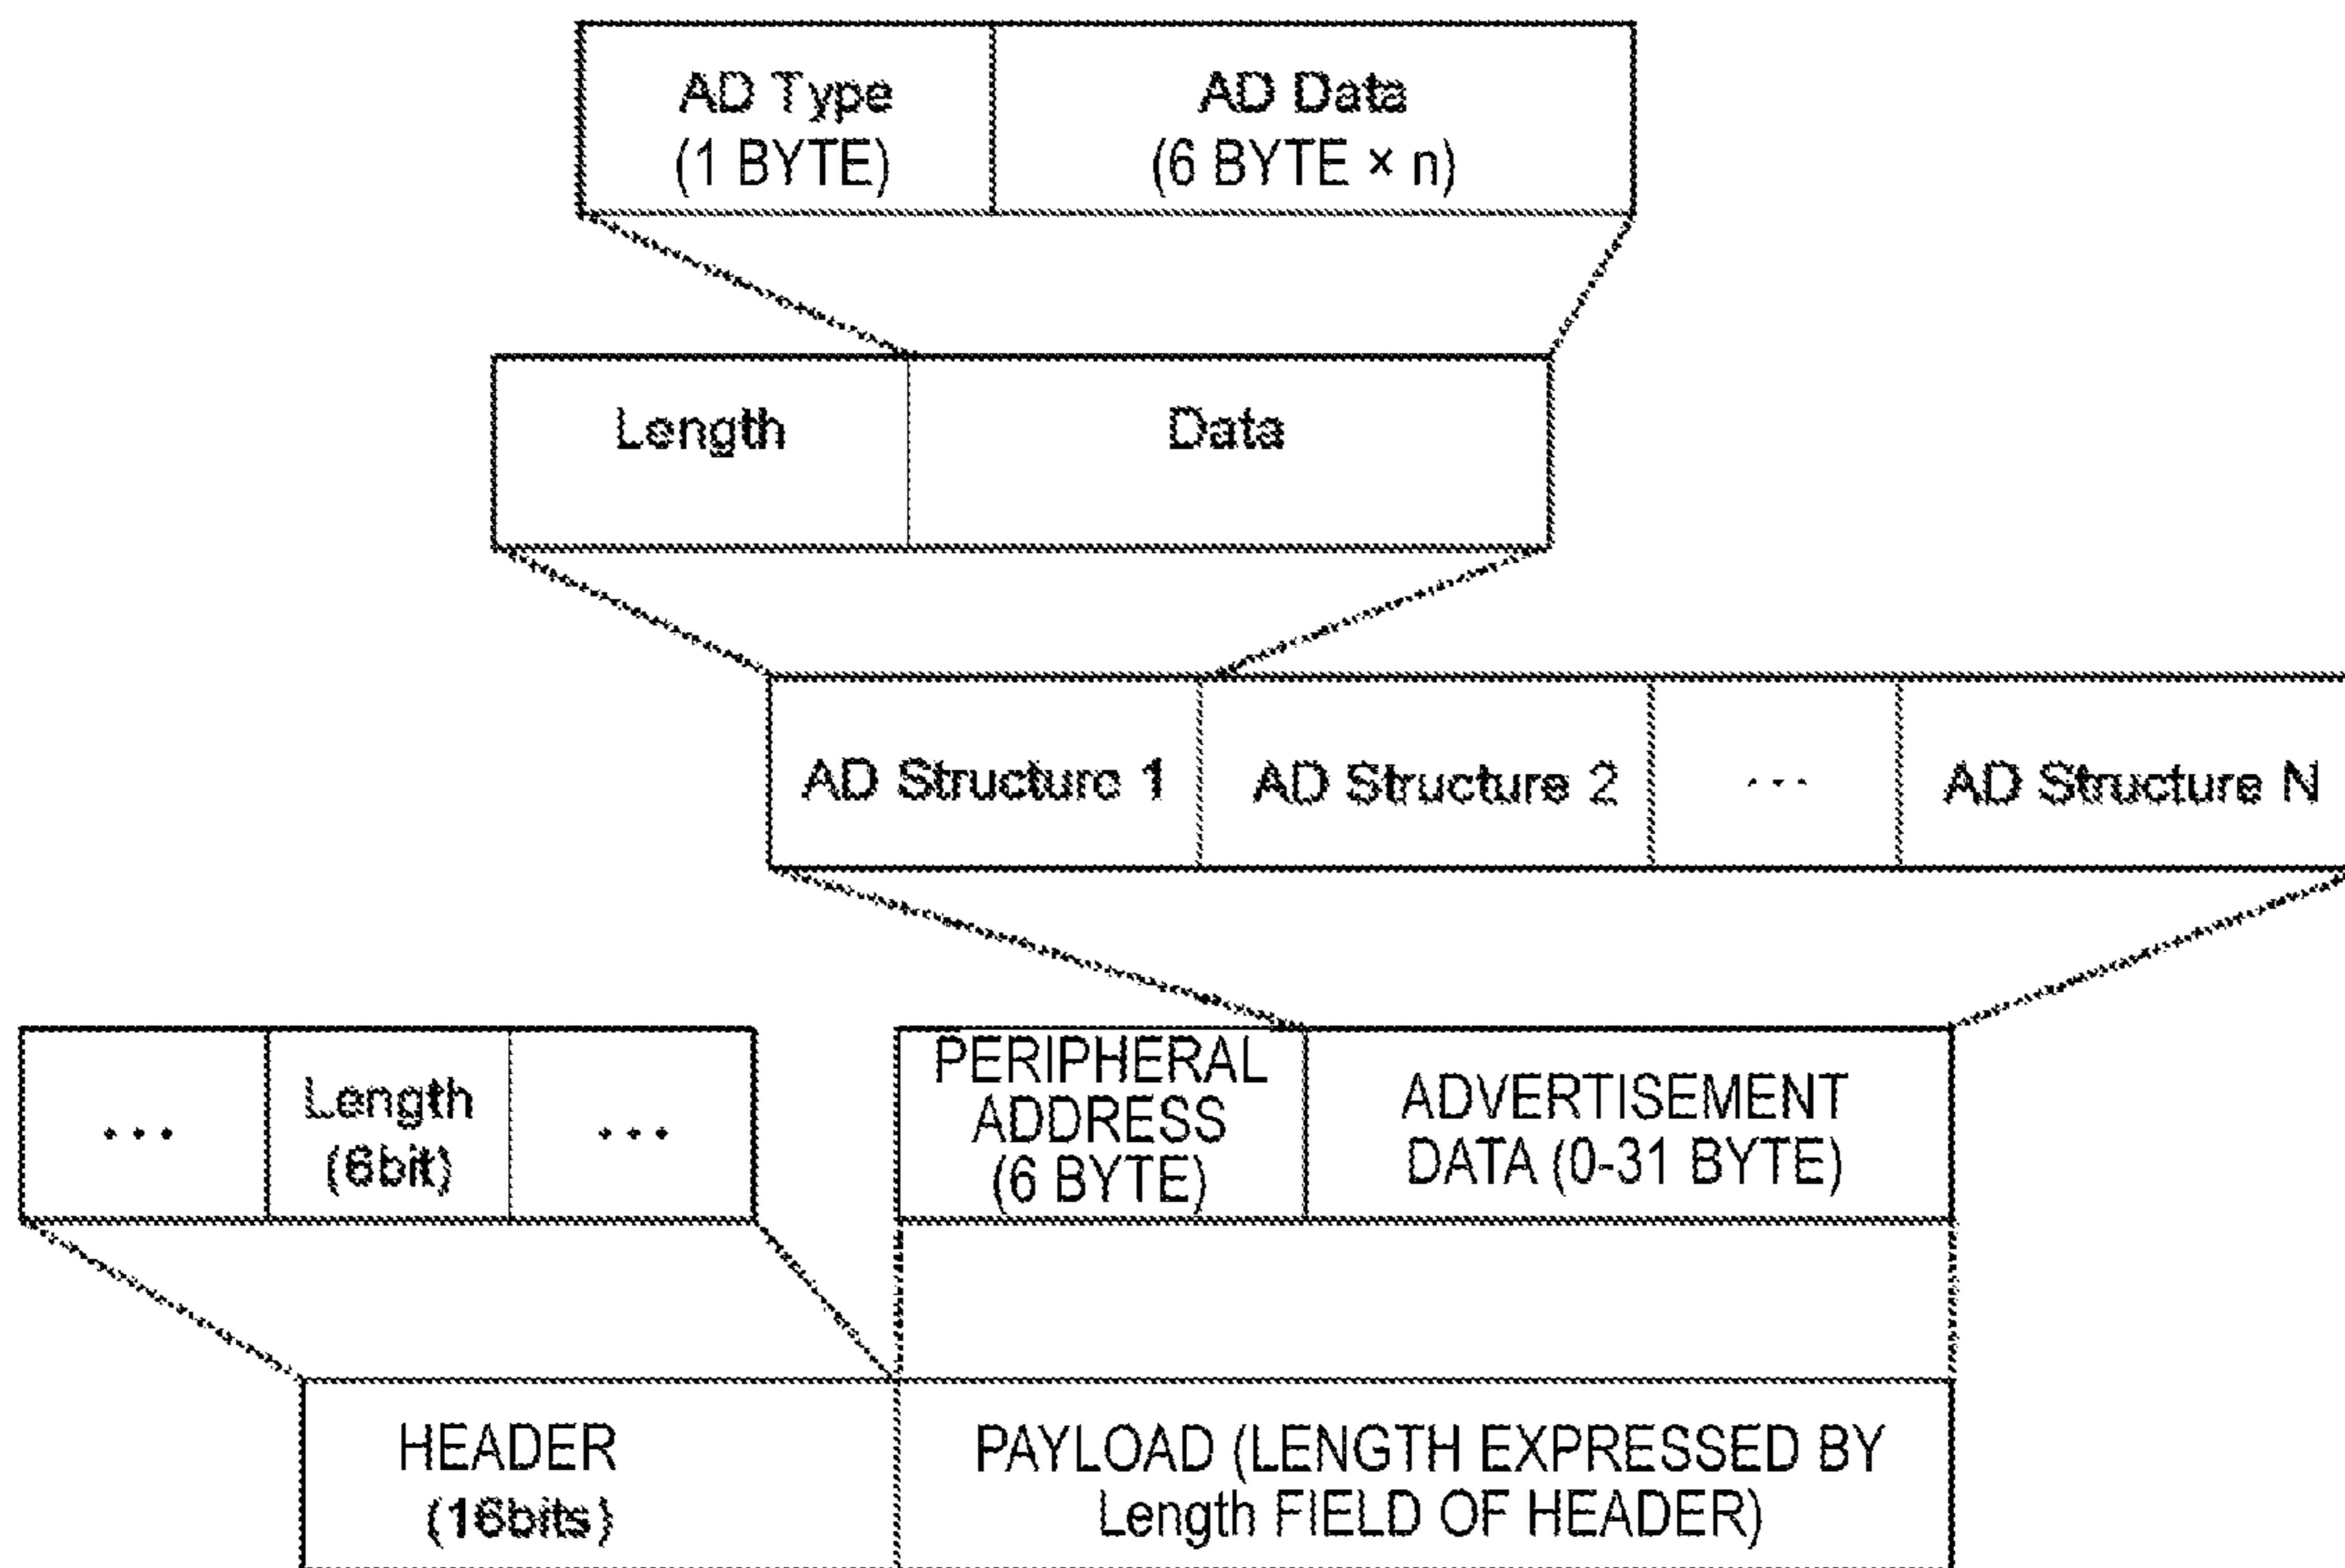 AD Type
(1 BYTE)
AD Data
(6 BYTE × n)
Length
Data
AD Structure 1
AD Structure 2
...
AD Structure N
...
Length
(6bit)
...
PERIPHERAL
ADDRESS
(6 BYTE)
ADVERTISEMENT
DATA (0-31 BYTE)
HEADER
(16bits)
PAYLOAD (LENGTH EXPRESSED BY
Length FIELD OF HEADER)